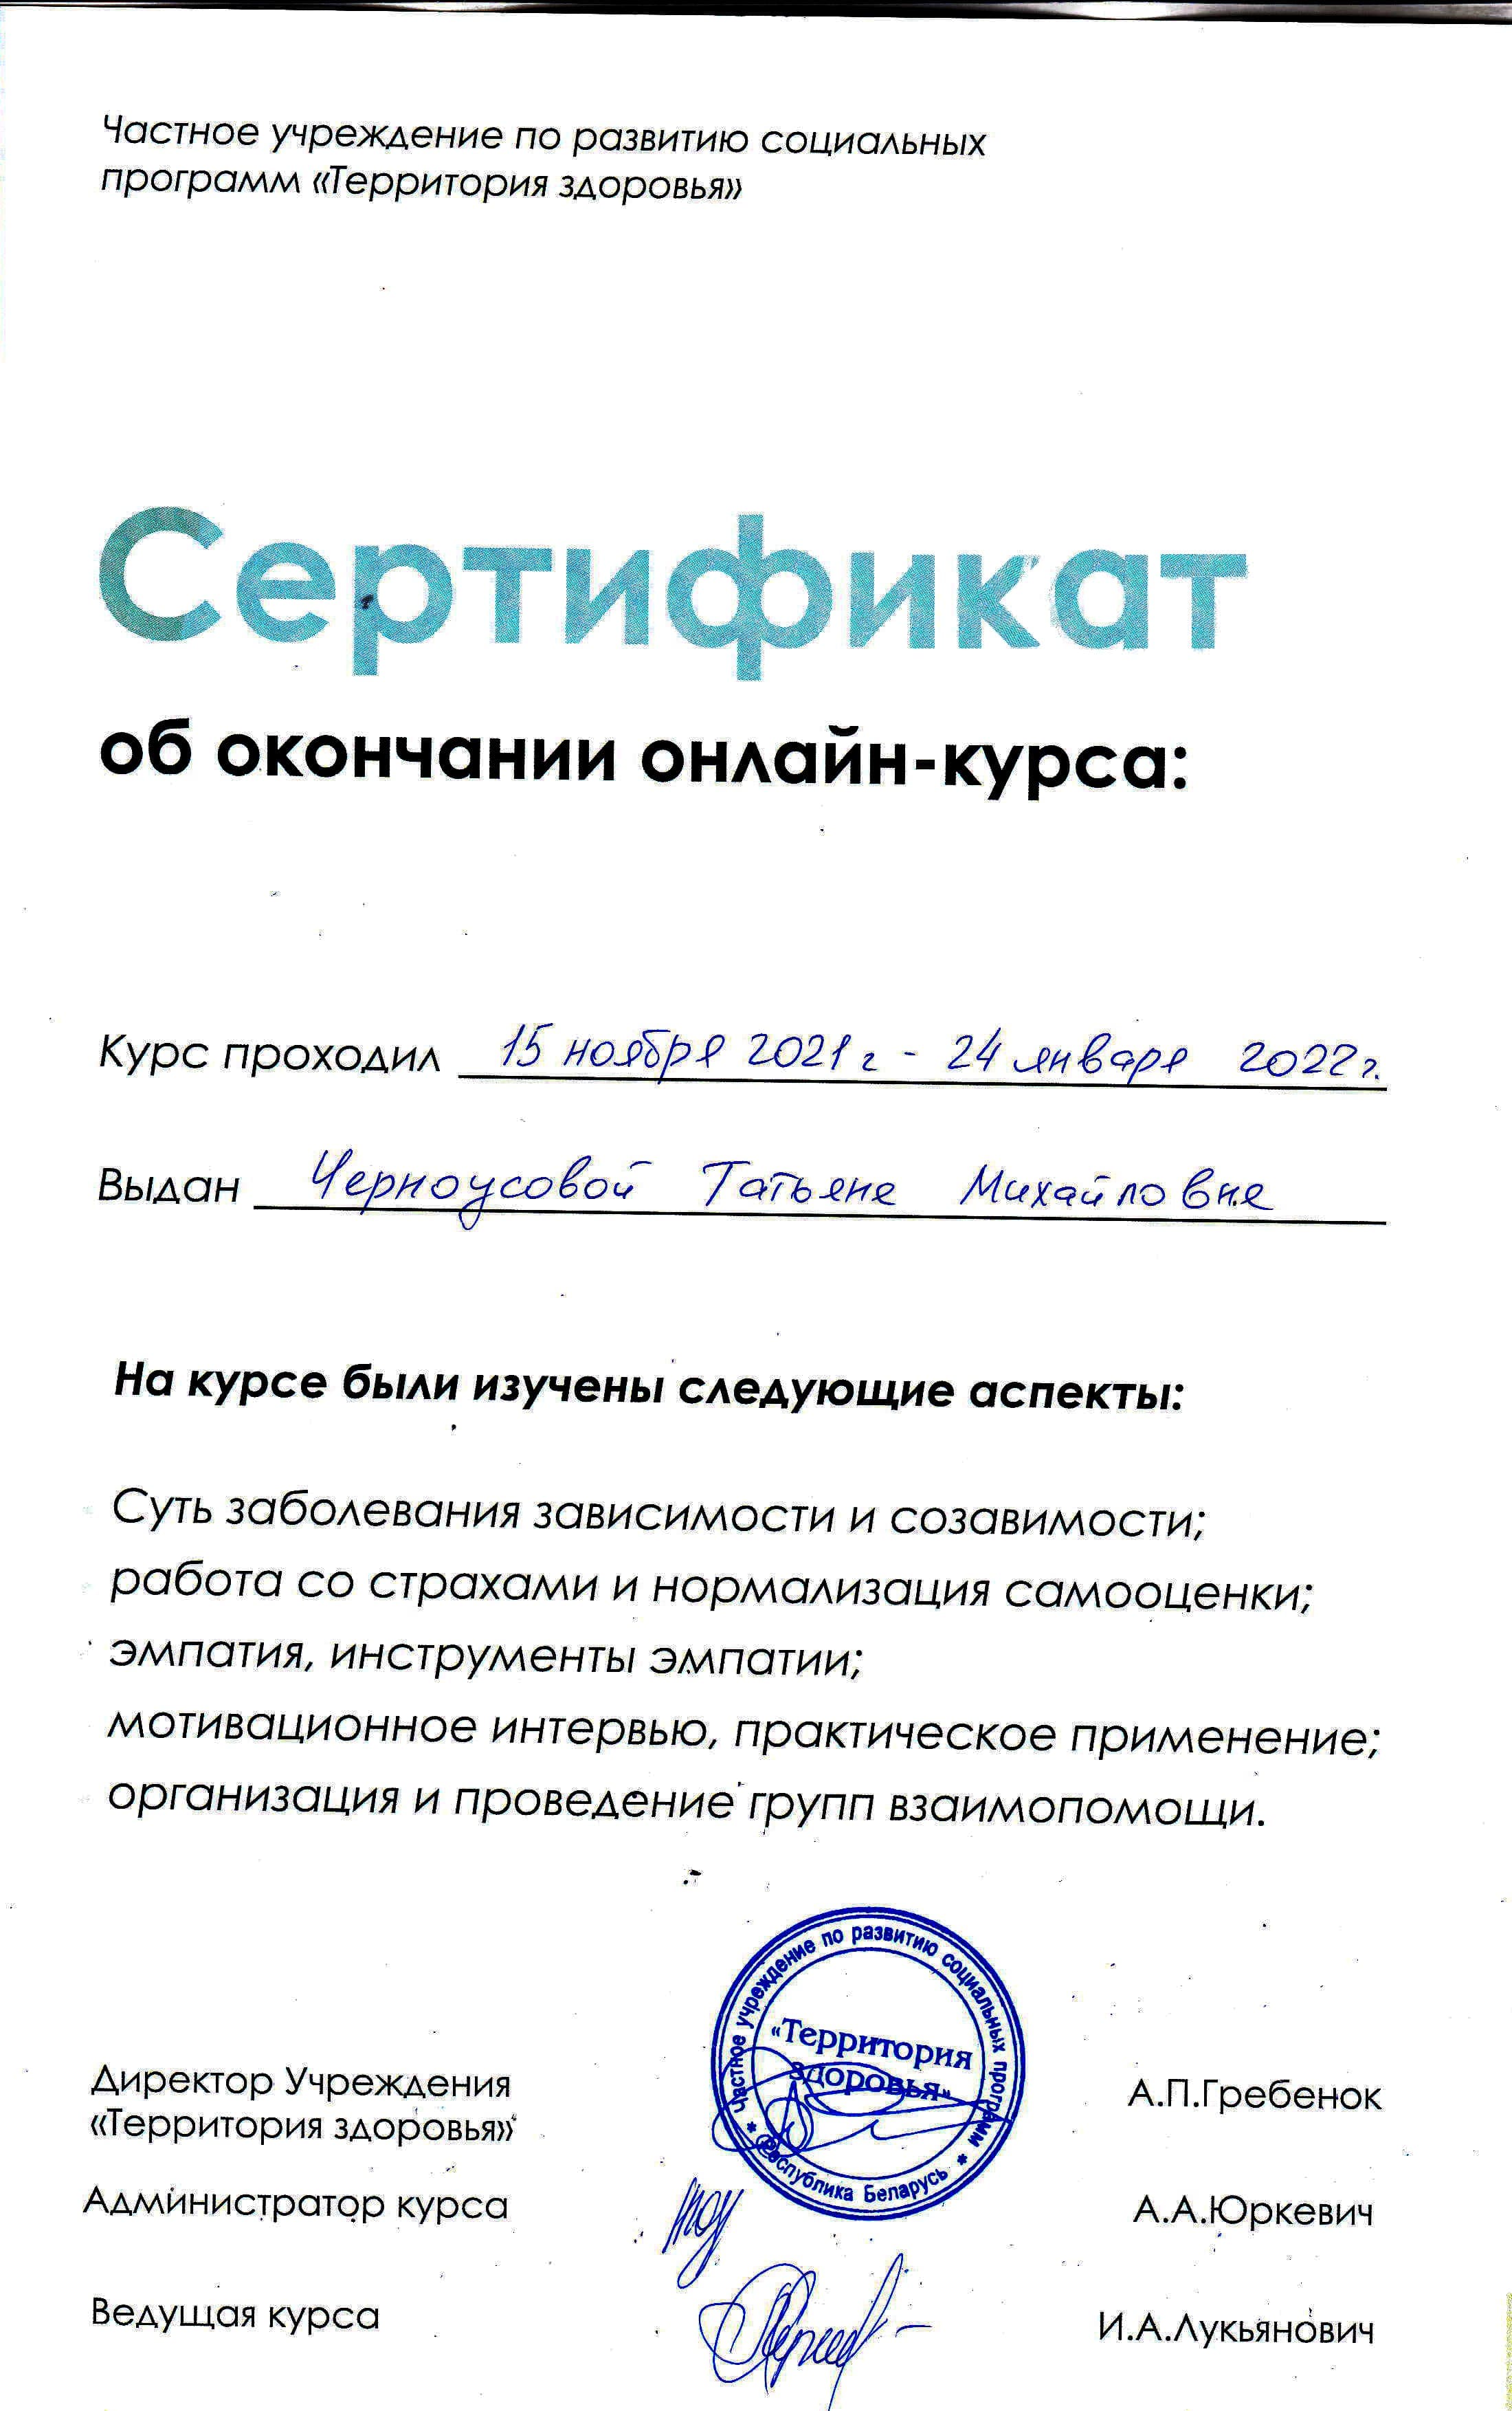 Частное учреждение по развитию социальных
программ «Территория здоровья»
Сертификат
об окончании онлайн-курса:
Курс проходил 15 ноября 2021 г - 24 января 2022 г.
Выдан Черноусовой Татьяне Михайловне
На курсе были изучены следующие аспекты:
Суть заболевания зависимости и созавимости;
работа со страхами и нормализация самооценки;
эмпатия, инструменты эмпатии;
мотивационное интервью, практическое применение;
организация и проведение групп взаимопомощи.
Частное учреждение по развитию социальных программ * Республика Беларусь *
«Территория
здоровья»
Директор Учреждения
«Территория здоровья»
А.П.Гребенок
Администратор курса
А.А.Юркевич
Ведущая курса
И.А.Лукьянович